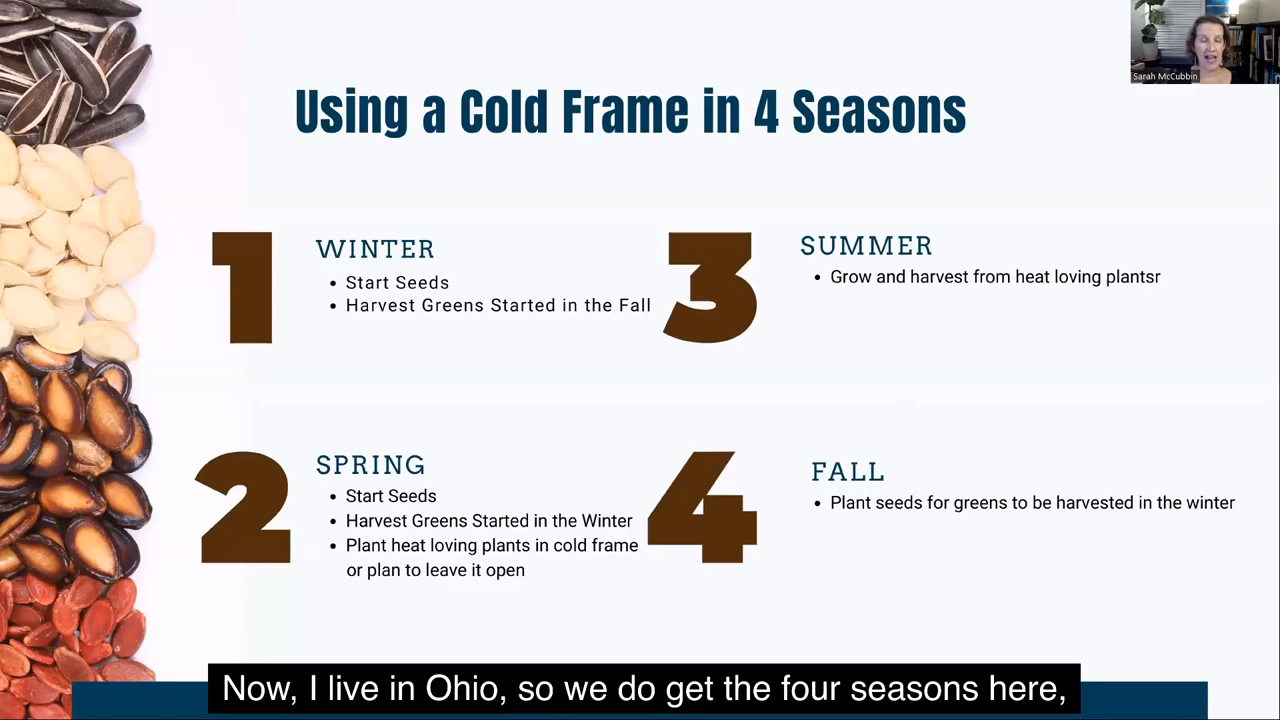 Sarah McCubbin
Using a Cold Frame in 4 Seasons
1
WINTER
• Start Seeds
• Harvest Greens Started in the Fall
2
SPRING
• Start Seeds
• Harvest Greens Started in the Winter
• Plant heat loving plants in cold frame
or plan to leave it open
3
SUMMER
• Grow and harvest from heat loving plantsr
4
FALL
• Plant seeds for greens to be harvested in the winter
Now, I live in Ohio, so we do get the four seasons here,